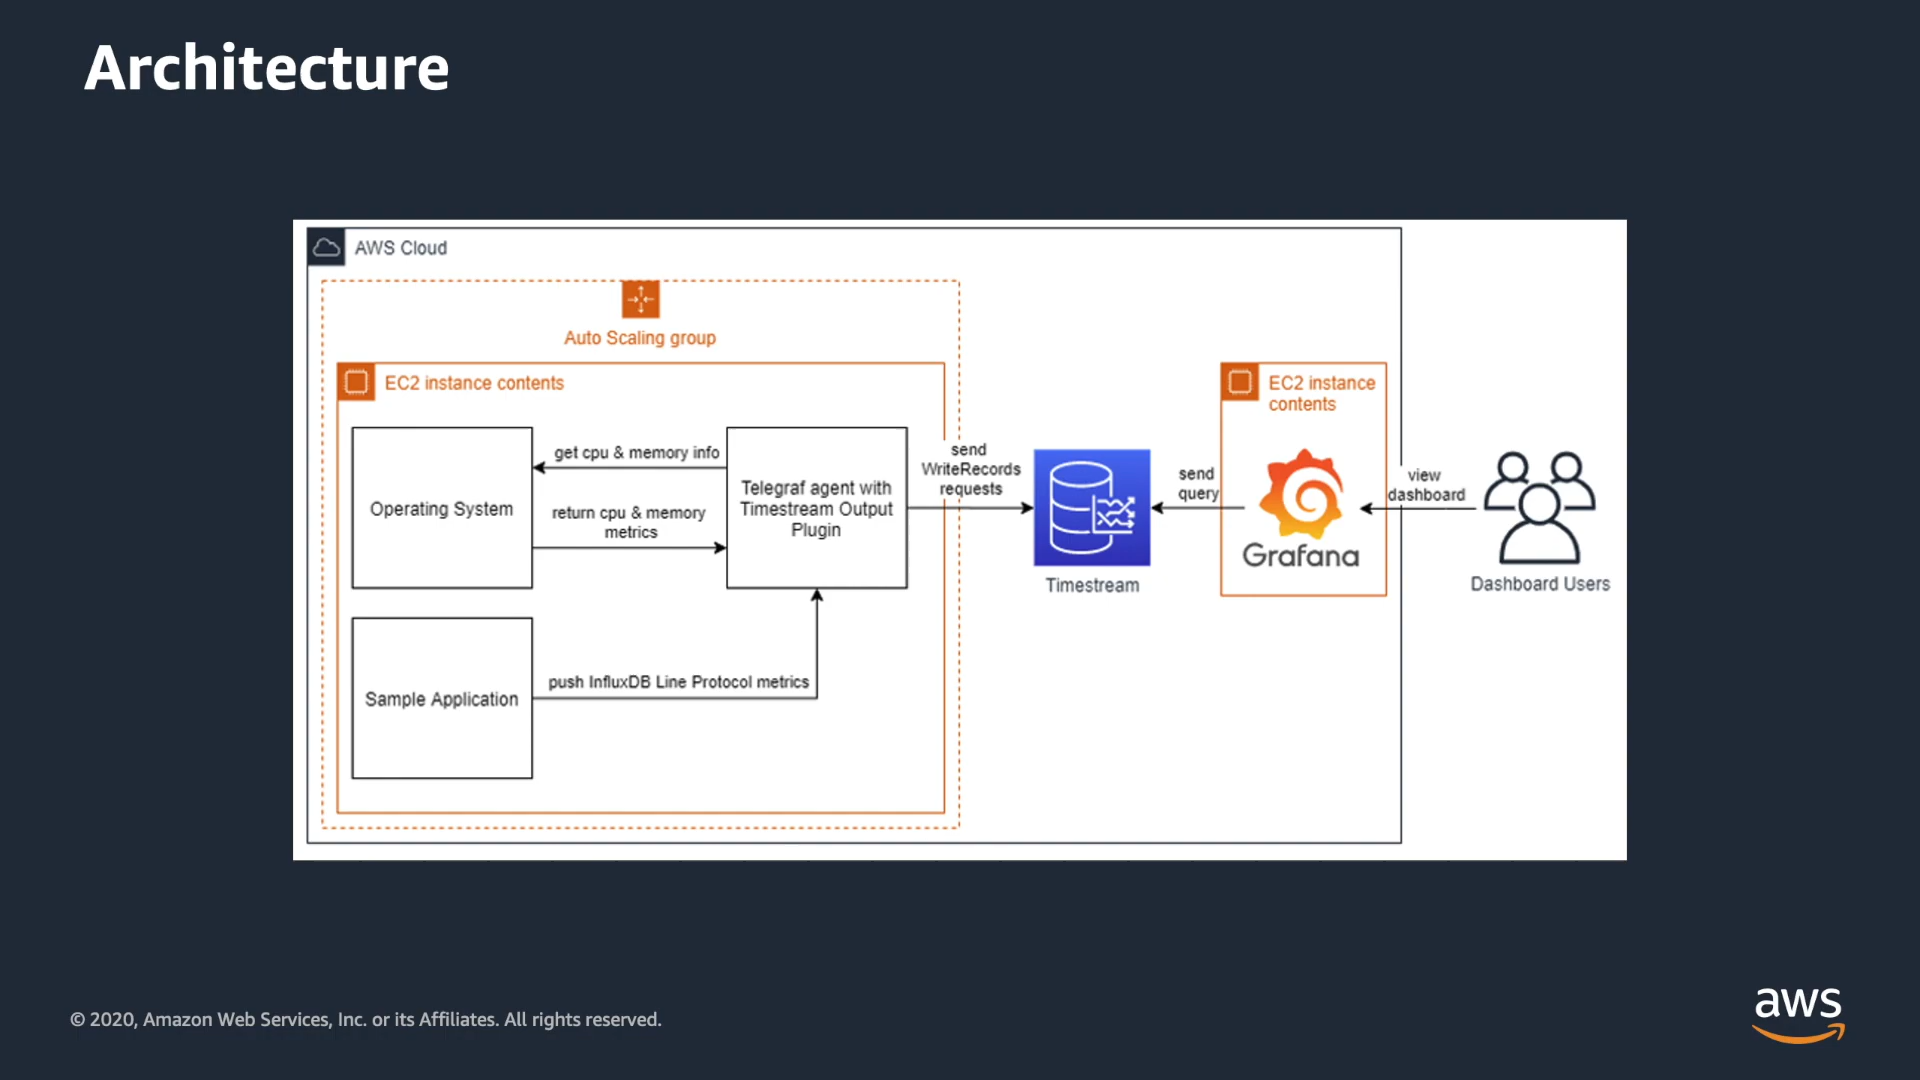 Architecture
AWS Cloud
Auto Scaling group
EC2 instance contents
Operating System
get cpu & memory info
return cpu & memory
metrics
Telegraf agent with
Timestream Output
Plugin
Sample Application
push InfluxDB Line Protocol metrics
send
WriteRecords
requests
Timestream
send
query
EC2 instance
contents
Grafana
view
dashboard
Dashboard Users
© 2020, Amazon Web Services, Inc. or its Affiliates. All rights reserved.
aws